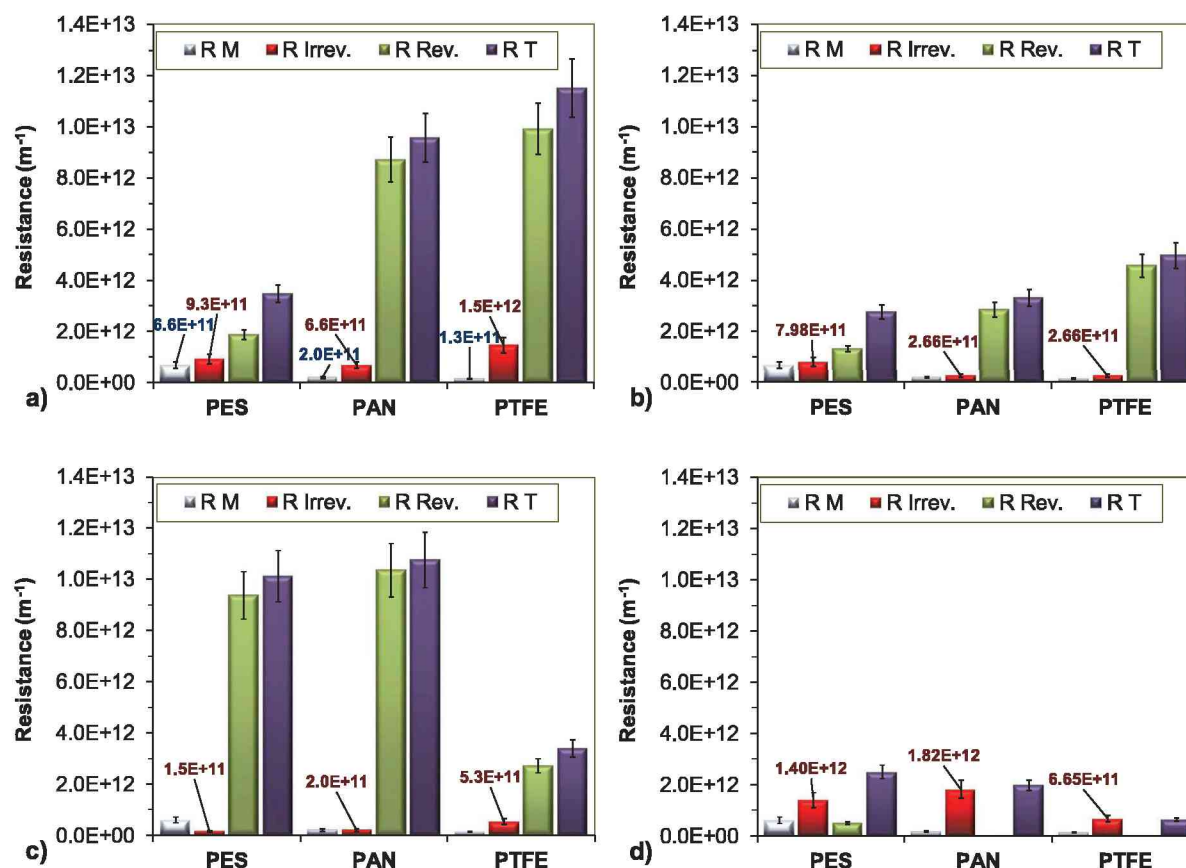 1.4E+13
1.2E+13
1.0E+13
8.0E+12
6.0E+12
4.0E+12
2.0E+12
0.0E+00
Resistance (m⁻¹)
R M R Irrev. R Rev. R T
6.6E+11
9.3E+11
2.0E+11
6.6E+11
1.3E+11
1.5E+12
PES PAN PTFE
a)
1.4E+13
1.2E+13
1.0E+13
8.0E+12
6.0E+12
4.0E+12
2.0E+12
0.0E+00
Resistance (m⁻¹)
R M R Irrev. R Rev. R T
7.98E+11
2.66E+11
2.66E+11
PES PAN PTFE
b)
1.4E+13
1.2E+13
1.0E+13
8.0E+12
6.0E+12
4.0E+12
2.0E+12
0.0E+00
Resistance (m⁻¹)
R M R Irrev. R Rev. R T
1.5E+11
2.0E+11
5.3E+11
PES PAN PTFE
c)
1.4E+13
1.2E+13
1.0E+13
8.0E+12
6.0E+12
4.0E+12
2.0E+12
0.0E+00
Resistance (m⁻¹)
R M R Irrev. R Rev. R T
1.40E+12
1.82E+12
6.65E+11
PES PAN PTFE
d)